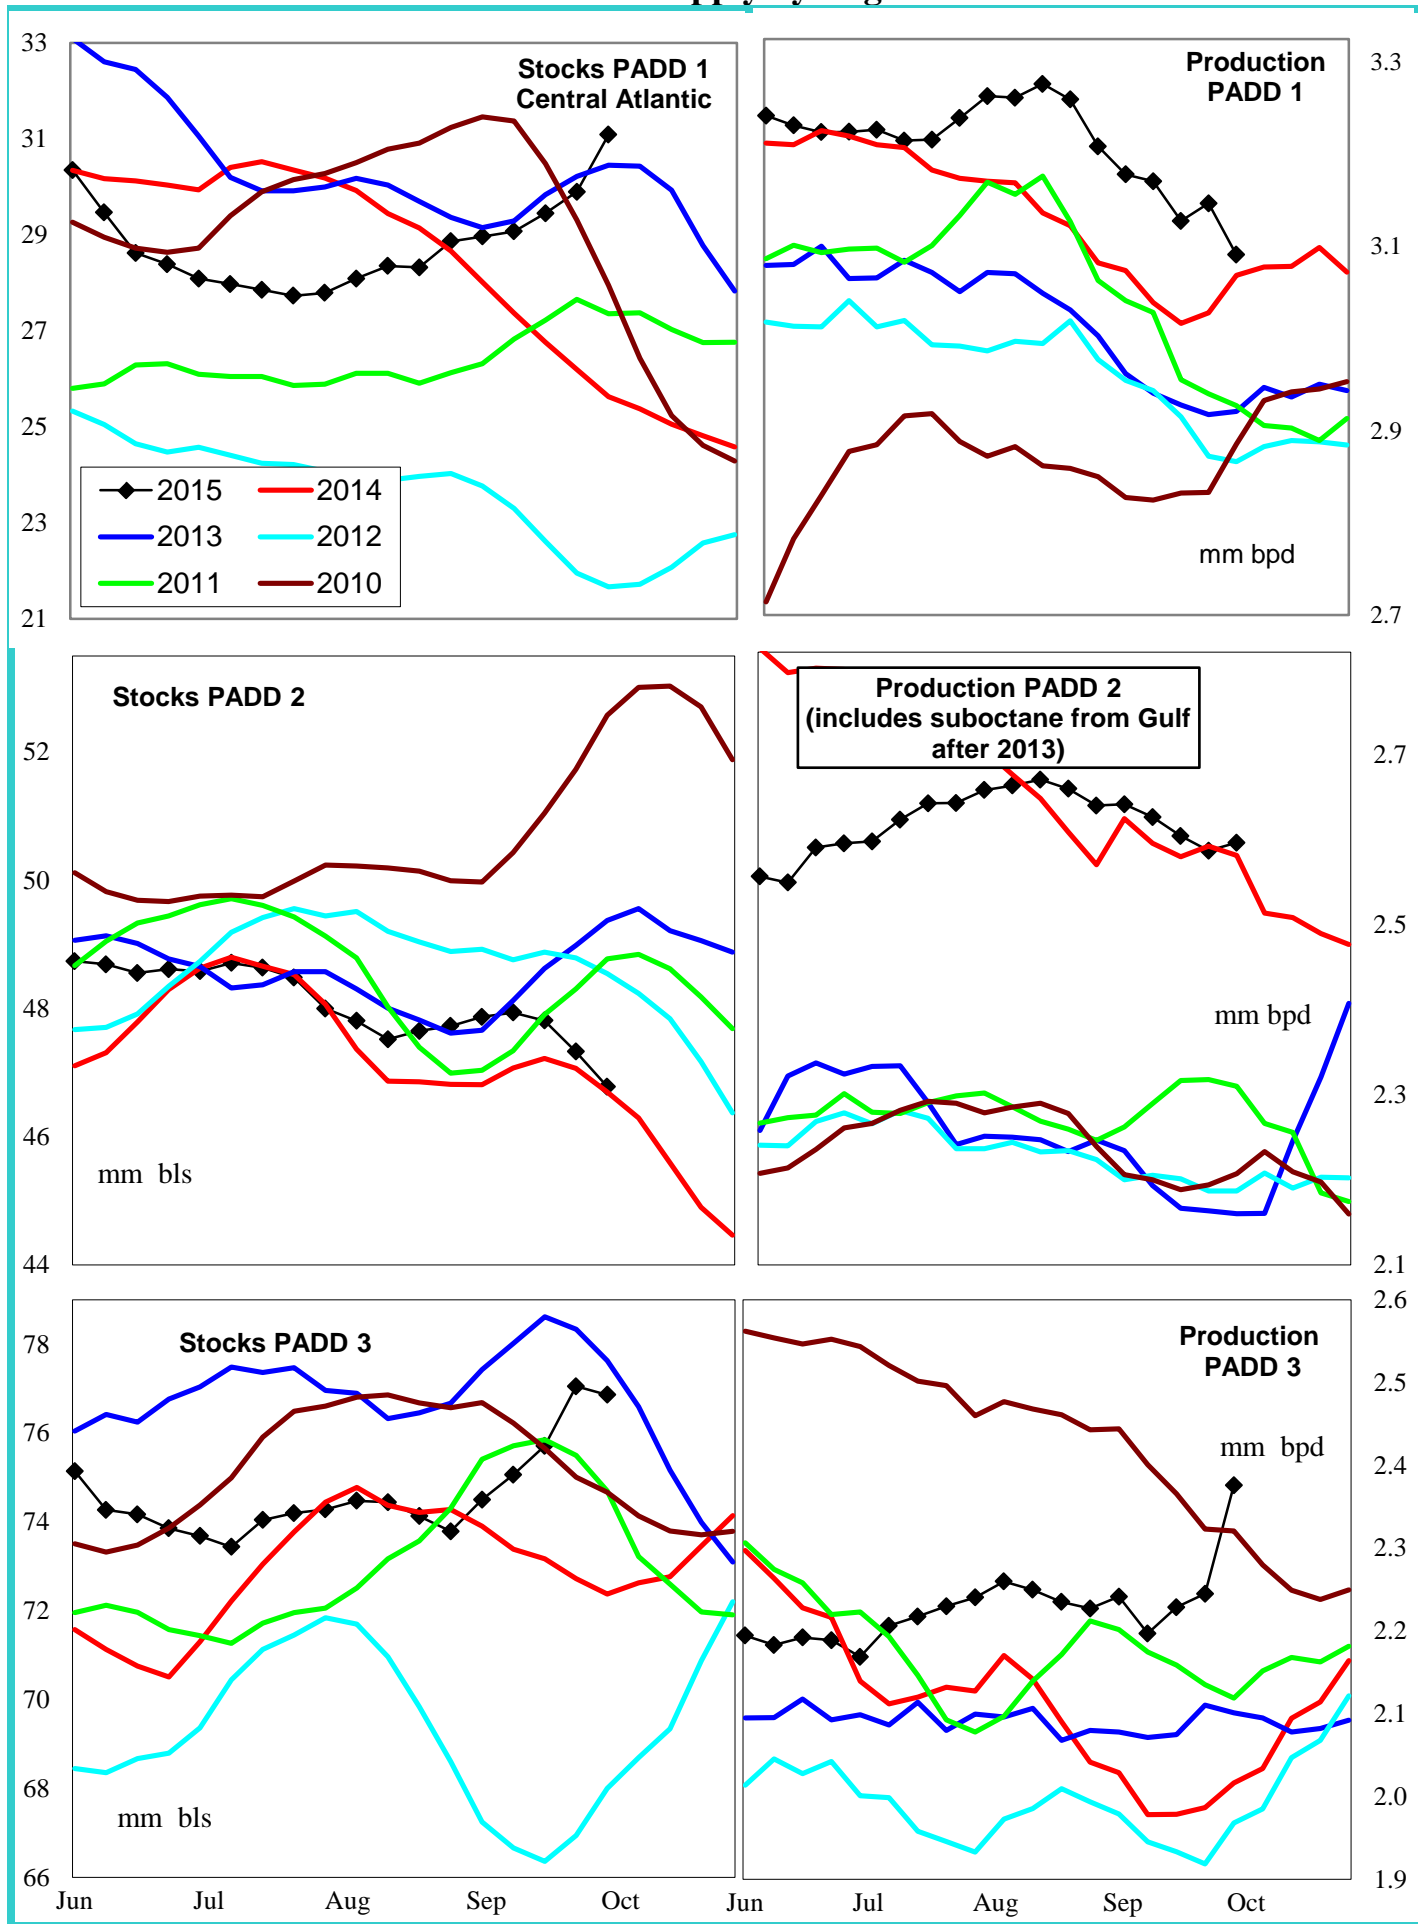 33
31
29
27
25
23
21
Stocks PADD 1
Central Atlantic
2015
2014
2013
2012
2011
2010
Production
PADD 1
mm bpd
3.3
3.1
2.9
2.7
Stocks PADD 2
52
50
48
46
44
mm bls
Production PADD 2
(includes suboctane from Gulf
after 2013)
mm bpd
2.7
2.5
2.3
2.1
Stocks PADD 3
78
76
74
72
70
68
66
mm bls
Jun Jul Aug Sep Oct
Production
PADD 3
mm bpd
2.6
2.5
2.4
2.3
2.2
2.1
2.0
1.9
Jun Jul Aug Sep Oct